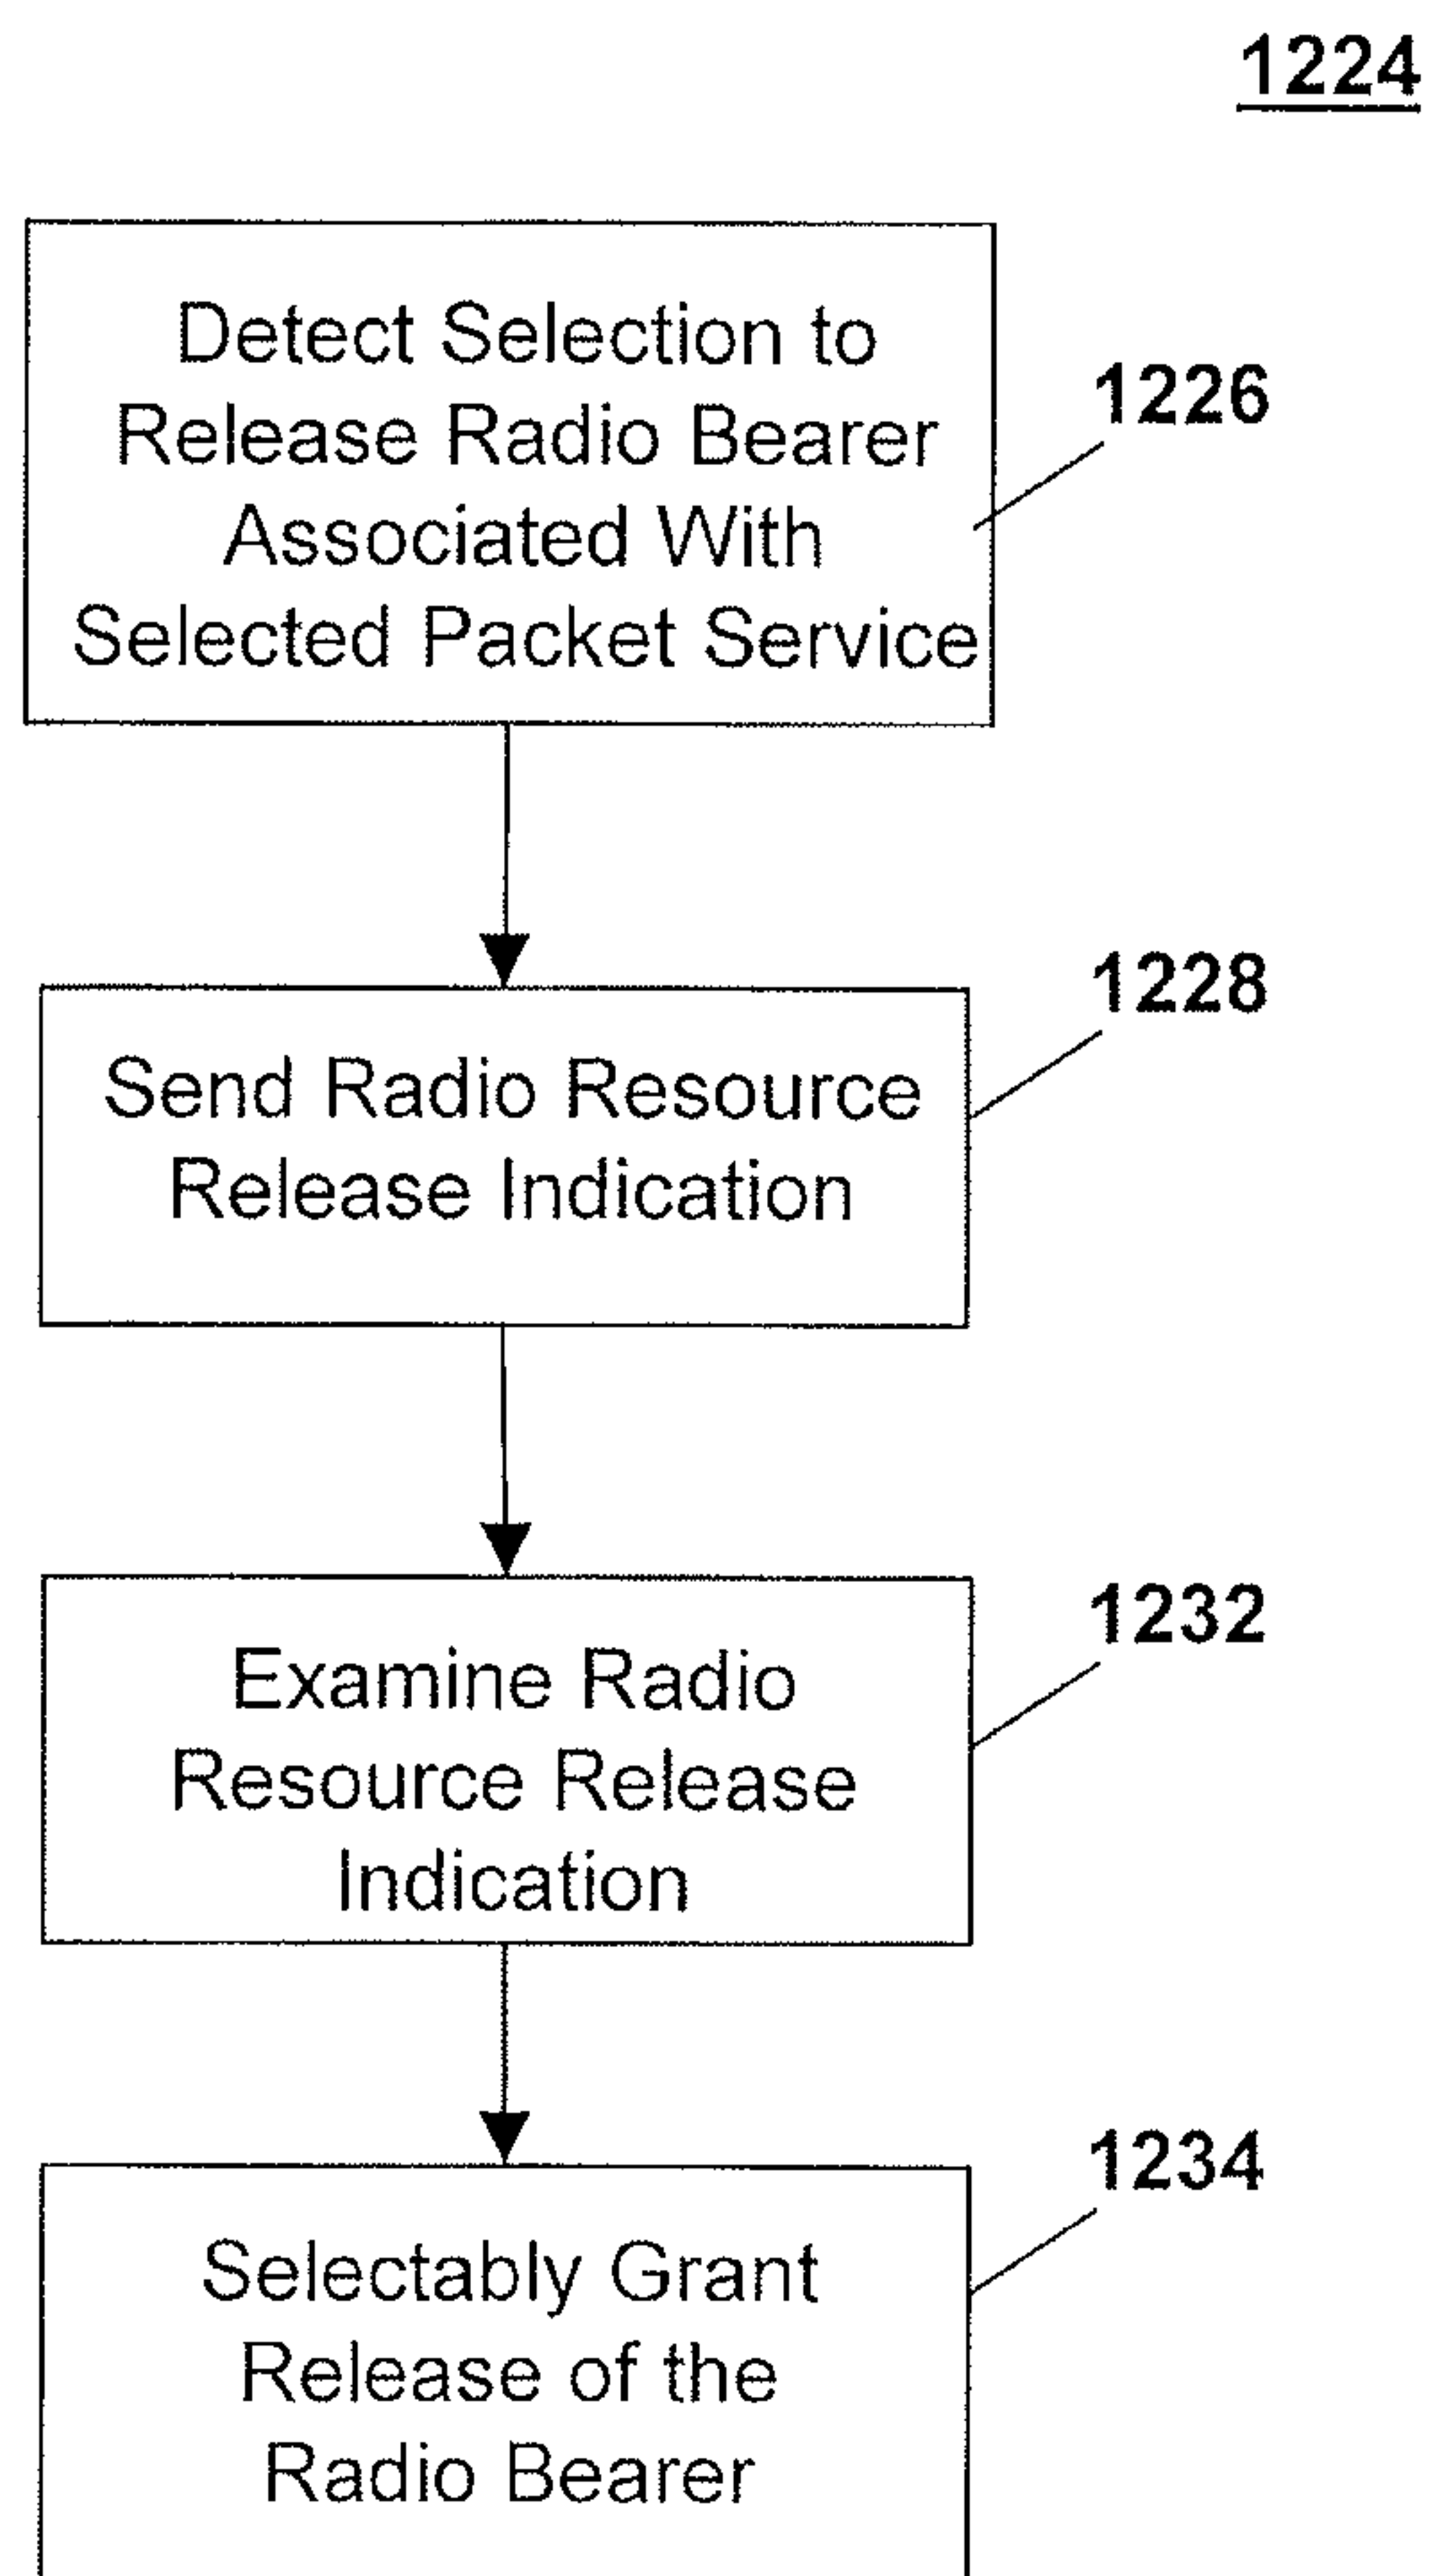 1224
Detect Selection to
Release Radio Bearer
Associated With
Selected Packet Service
1226
Send Radio Resource
Release Indication
1228
Examine Radio
Resource Release
Indication
1232
Selectably Grant
Release of the
Radio Bearer
1234